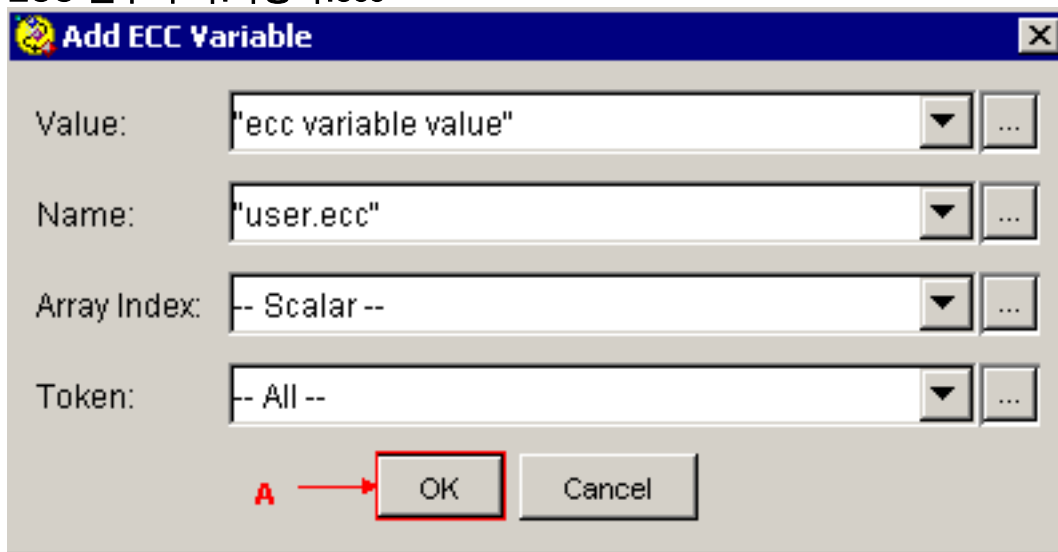 Add ECC Variable
Value: "ecc variable value" ...
Name: "user.ecc" ...
Array Index: -- Scalar -- ...
Token: -- All -- ...
A OK Cancel